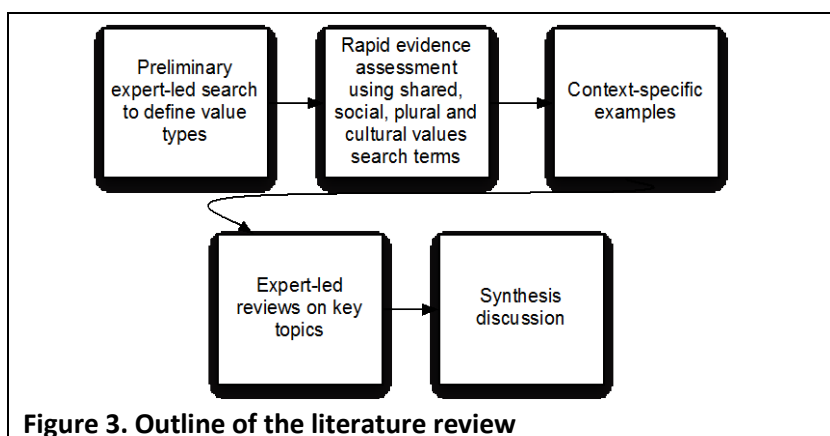 Preliminary
expert-led search
to define value
types
Rapid evidence
assessment
using shared,
social, plural and
cultural values
search terms
Context-specific
examples
Expert-led
reviews on key
topics
Synthesis
discussion
Figure 3. Outline of the literature review